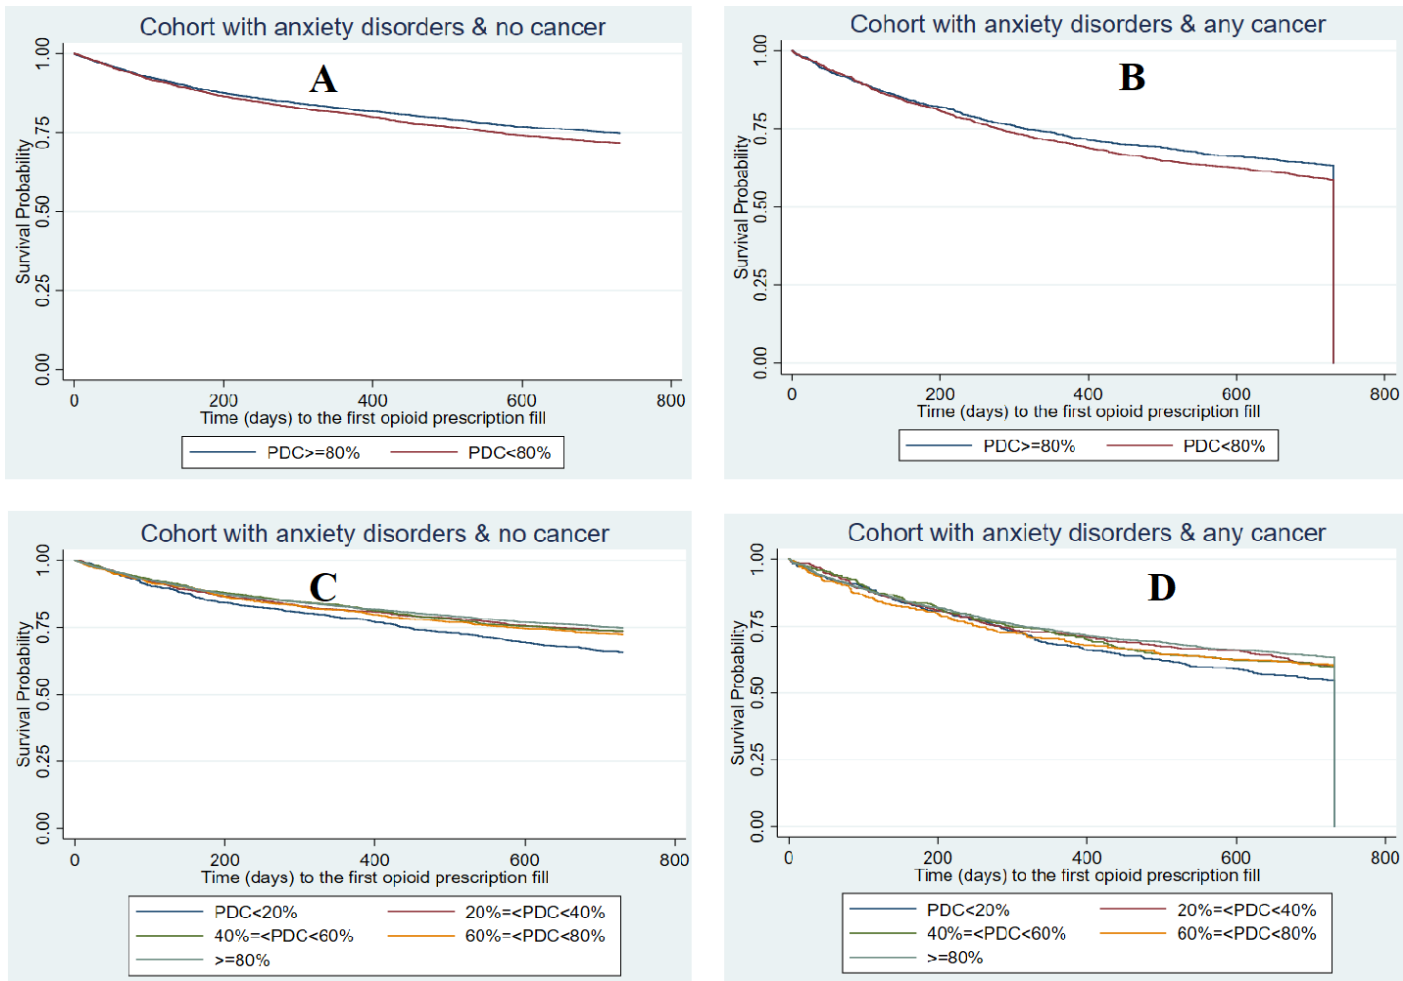 Cohort with anxiety disorders & no cancer
A
Survival Probability
1.00
0.75
0.50
0.25
0.00
0 200 400 600 800
Time (days) to the first opioid prescription fill
PDC>=80% PDC<80%
Cohort with anxiety disorders & any cancer
B
Survival Probability
1.00
0.75
0.50
0.25
0.00
0 200 400 600 800
Time (days) to the first opioid prescription fill
PDC>=80% PDC<80%
Cohort with anxiety disorders & no cancer
C
Survival Probability
1.00
0.75
0.50
0.25
0.00
0 200 400 600 800
Time (days) to the first opioid prescription fill
PDC<20% 20%=<PDC<40%
40%=<PDC<60% 60%=<PDC<80%
>=80%
Cohort with anxiety disorders & any cancer
D
Survival Probability
1.00
0.75
0.50
0.25
0.00
0 200 400 600 800
Time (days) to the first opioid prescription fill
PDC<20% 20%=<PDC<40%
40%=<PDC<60% 60%=<PDC<80%
>=80%